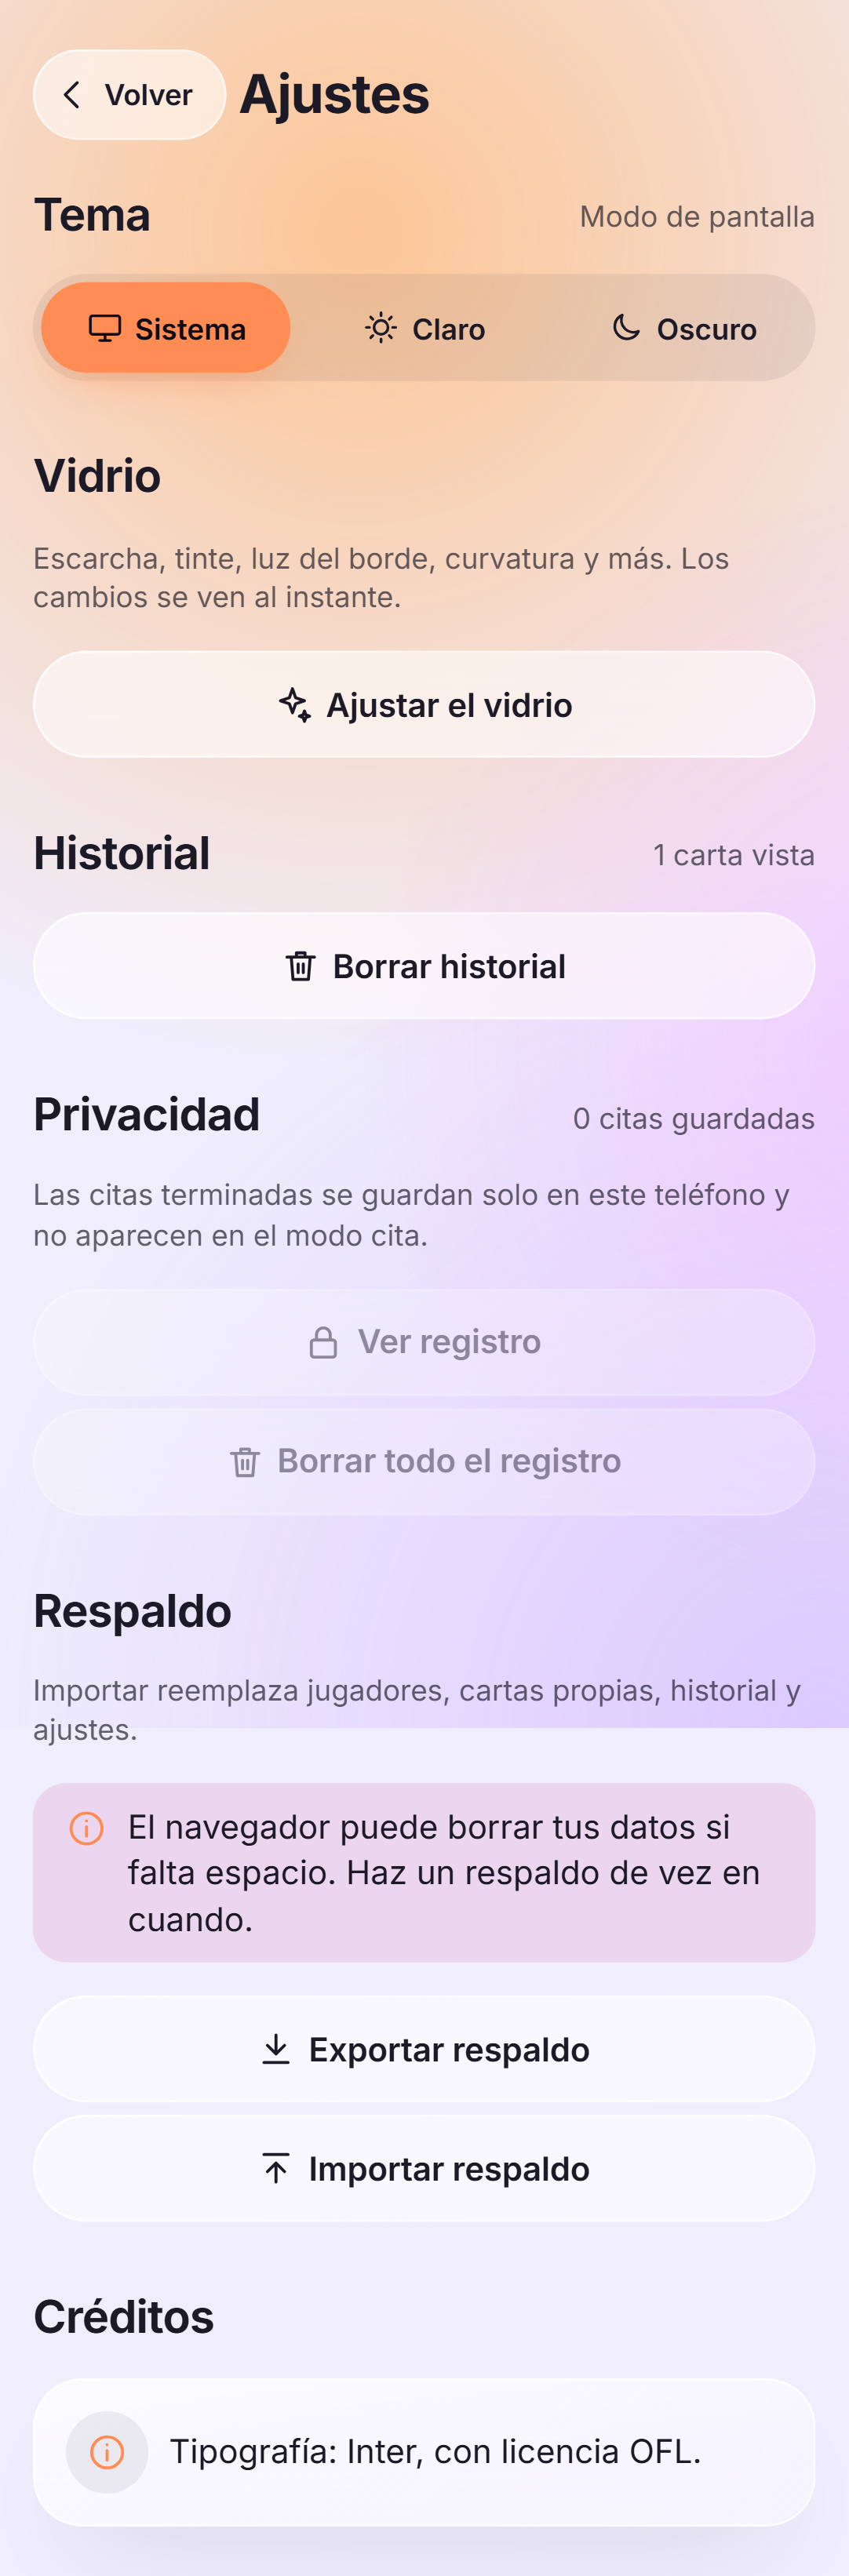 Volver
Ajustes
Tema
Modo de pantalla
Sistema
Claro
Oscuro
Vidrio
Escarcha, tinte, luz del borde, curvatura y más. Los
cambios se ven al instante.
Ajustar el vidrio
Historial
1 carta vista
Borrar historial
Privacidad
0 citas guardadas
Las citas terminadas se guardan solo en este teléfono y
no aparecen en el modo cita.
Ver registro
Borrar todo el registro
Respaldo
Importar reemplaza jugadores, cartas propias, historial y
ajustes.
El navegador puede borrar tus datos si
falta espacio. Haz un respaldo de vez en
cuando.
Exportar respaldo
Importar respaldo
Créditos
Tipografía: Inter, con licencia OFL.